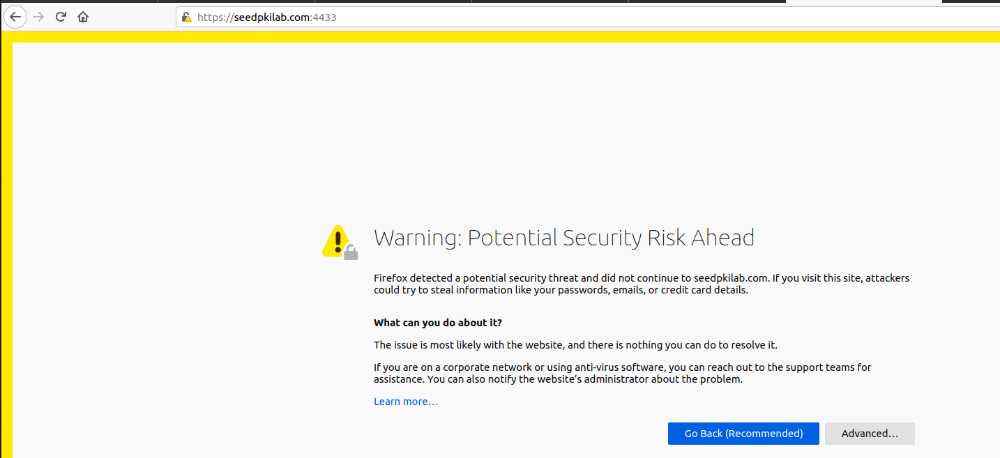 https://seedpkilab.com:4433
Warning: Potential Security Risk Ahead
Firefox detected a potential security threat and did not continue to seedpkilab.com. If you visit this site, attackers
could try to steal information like your passwords, emails, or credit card details.
What can you do about it?
The issue is most likely with the website, and there is nothing you can do to resolve it.
If you are on a corporate network or using anti-virus software, you can reach out to the support teams for
assistance. You can also notify the website’s administrator about the problem.
Learn more…
Go Back (Recommended)
Advanced…